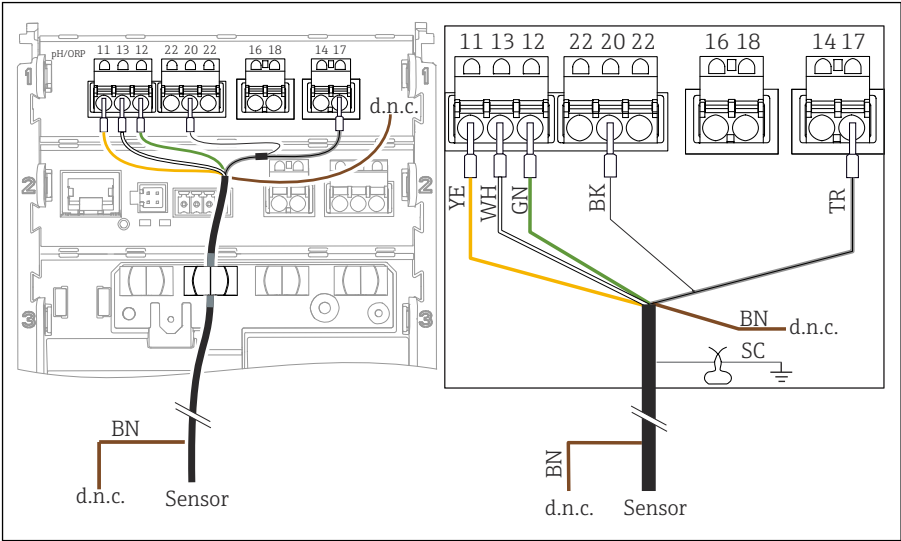 pH/ORP 11 13 12 22 20 22 16 18 14 17
1 1
d.n.c.
2 2
3 3
BN
d.n.c.
Sensor
11 13 12 22 20 22 16 18 14 17
YE WH GN BK TR
BN
d.n.c.
SC
BN
d.n.c.
Sensor